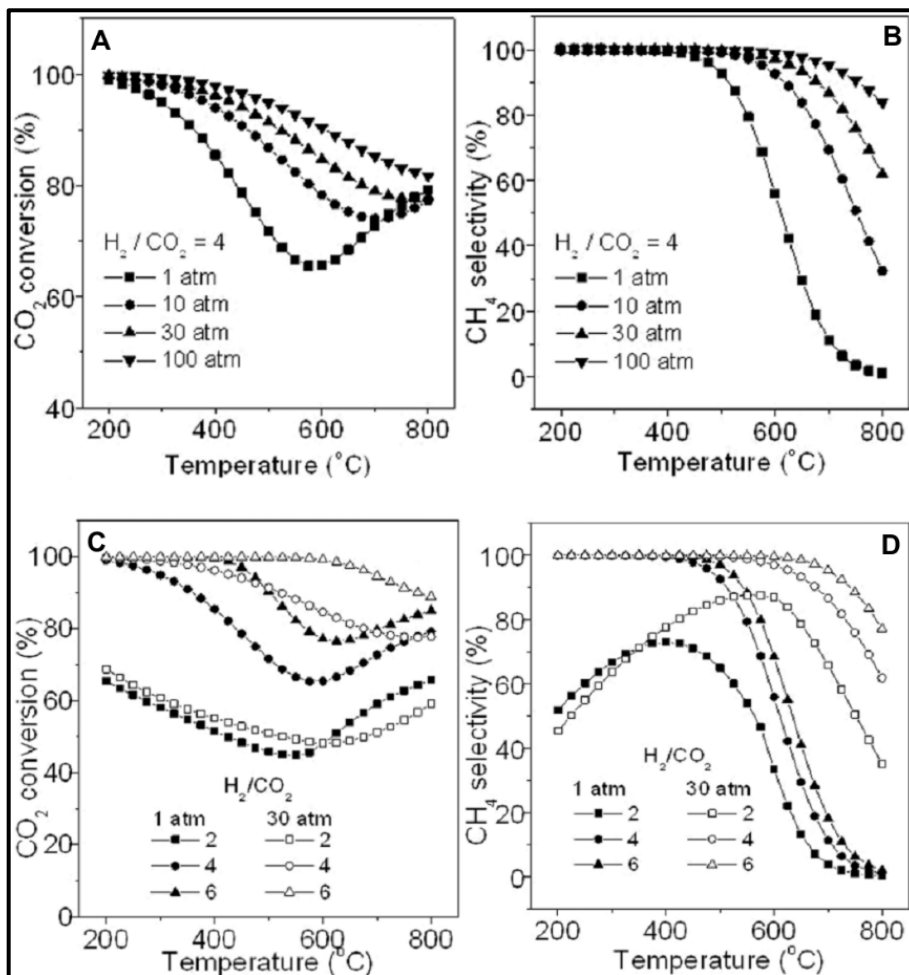 A
CO₂ conversion (%)
100
80
60
40
H₂ / CO₂ = 4
1 atm
10 atm
30 atm
100 atm
200 400 600 800
Temperature (°C)
B
CH₄ selectivity (%)
100
80
60
40
20
0
H₂ / CO₂ = 4
1 atm
10 atm
30 atm
100 atm
200 400 600 800
Temperature (°C)
C
CO₂ conversion (%)
100
80
60
40
20
0
H₂/CO₂
1 atm 30 atm
2 2
4 4
6 6
200 400 600 800
Temperature (°C)
D
CH₄ selectivity (%)
100
80
60
40
20
0
H₂/CO₂
1 atm 30 atm
2 2
4 4
6 6
200 400 600 800
Temperature (°C)